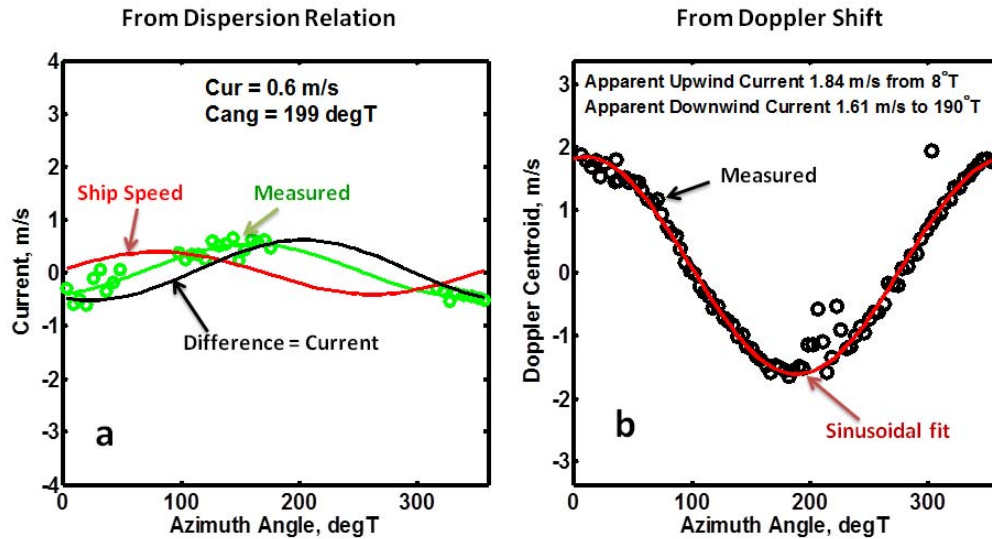 From Dispersion Relation
Current, m/s
4
3
2
1
0
-1
-2
-3
-4
Cur = 0.6 m/s
Cang = 199 degT
Ship Speed
Measured
Difference = Current
a
0
100
200
300
Azimuth Angle, degT
From Doppler Shift
Doppler Centroid, m/s
3
2
1
0
-1
-2
-3
Apparent Upwind Current 1.84 m/s from 8°T
Apparent Downwind Current 1.61 m/s to 190°T
Measured
Sinusoidal fit
b
0
100
200
300
Azimuth Angle, degT